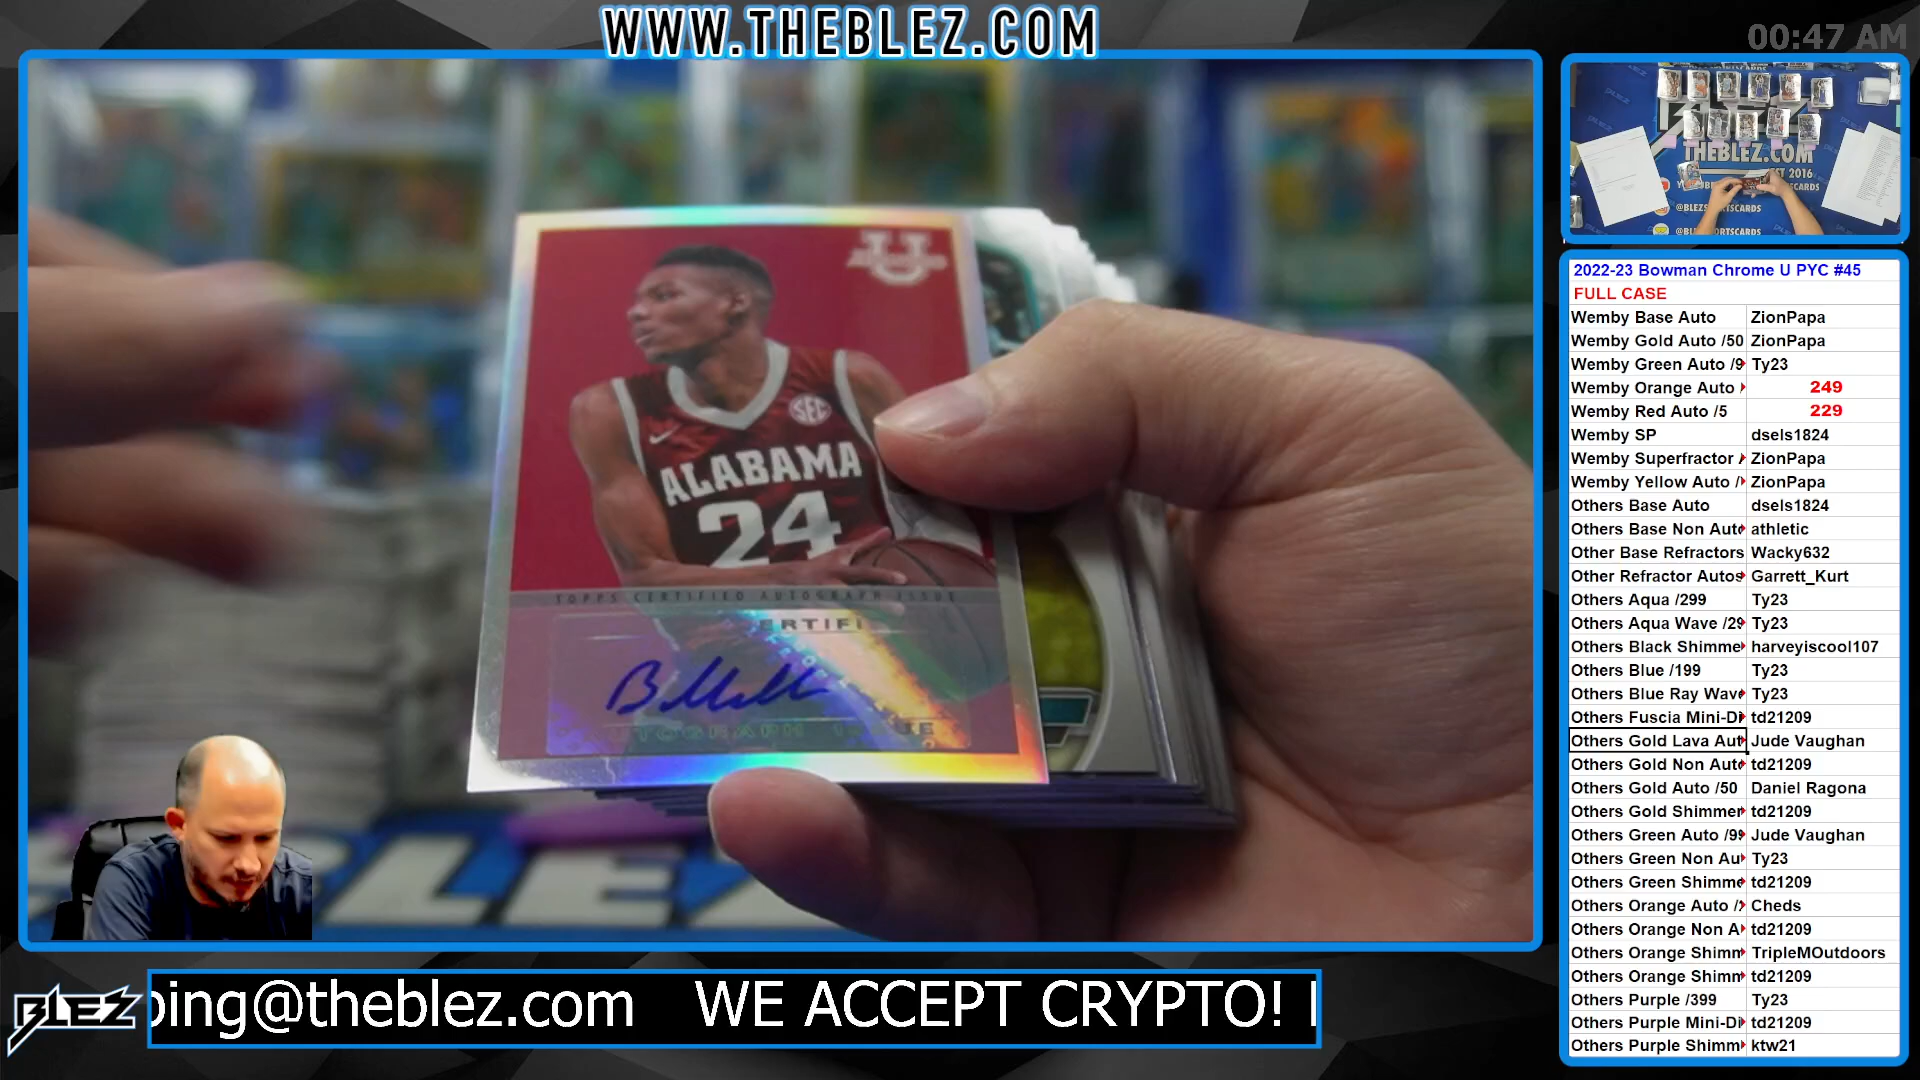 WWW.THEBLEZ.COM
00:47 AM
THEBLEZ.COM
ST 2016
@BLEZSPORTSCARDS
U
SEC
ALABAMA
24
TOPPS CERTIFIED AUTOGRAPH ISSUE
BLEZ
ping@theblez.com WE ACCEPT CRYPTO!
2022-23 Bowman Chrome U PYC #45
FULL CASE
Wemby Base Auto ZionPapa
Wemby Gold Auto /50 ZionPapa
Wemby Green Auto /9 Ty23
Wemby Orange Auto 249
Wemby Red Auto /5 229
Wemby SP dsels1824
Wemby Superfractor ZionPapa
Wemby Yellow Auto / ZionPapa
Others Base Auto dsels1824
Others Base Non Auto athletic
Other Base Refractors Wacky632
Other Refractor Autos Garrett_Kurt
Others Aqua /299 Ty23
Others Aqua Wave /29 Ty23
Others Black Shimme harveyiscool107
Others Blue /199 Ty23
Others Blue Ray Wave Ty23
Others Fuscia Mini-Di td21209
Others Gold Lava Aut Jude Vaughan
Others Gold Non Auto td21209
Others Gold Auto /50 Daniel Ragona
Others Gold Shimmer td21209
Others Green Auto /99 Jude Vaughan
Others Green Non Au Ty23
Others Green Shimme td21209
Others Orange Auto /2 Cheds
Others Orange Non A td21209
Others Orange Shimm TripleMOutdoors
Others Orange Shimm td21209
Others Purple /399 Ty23
Others Purple Mini-Di td21209
Others Purple Shimm ktw21